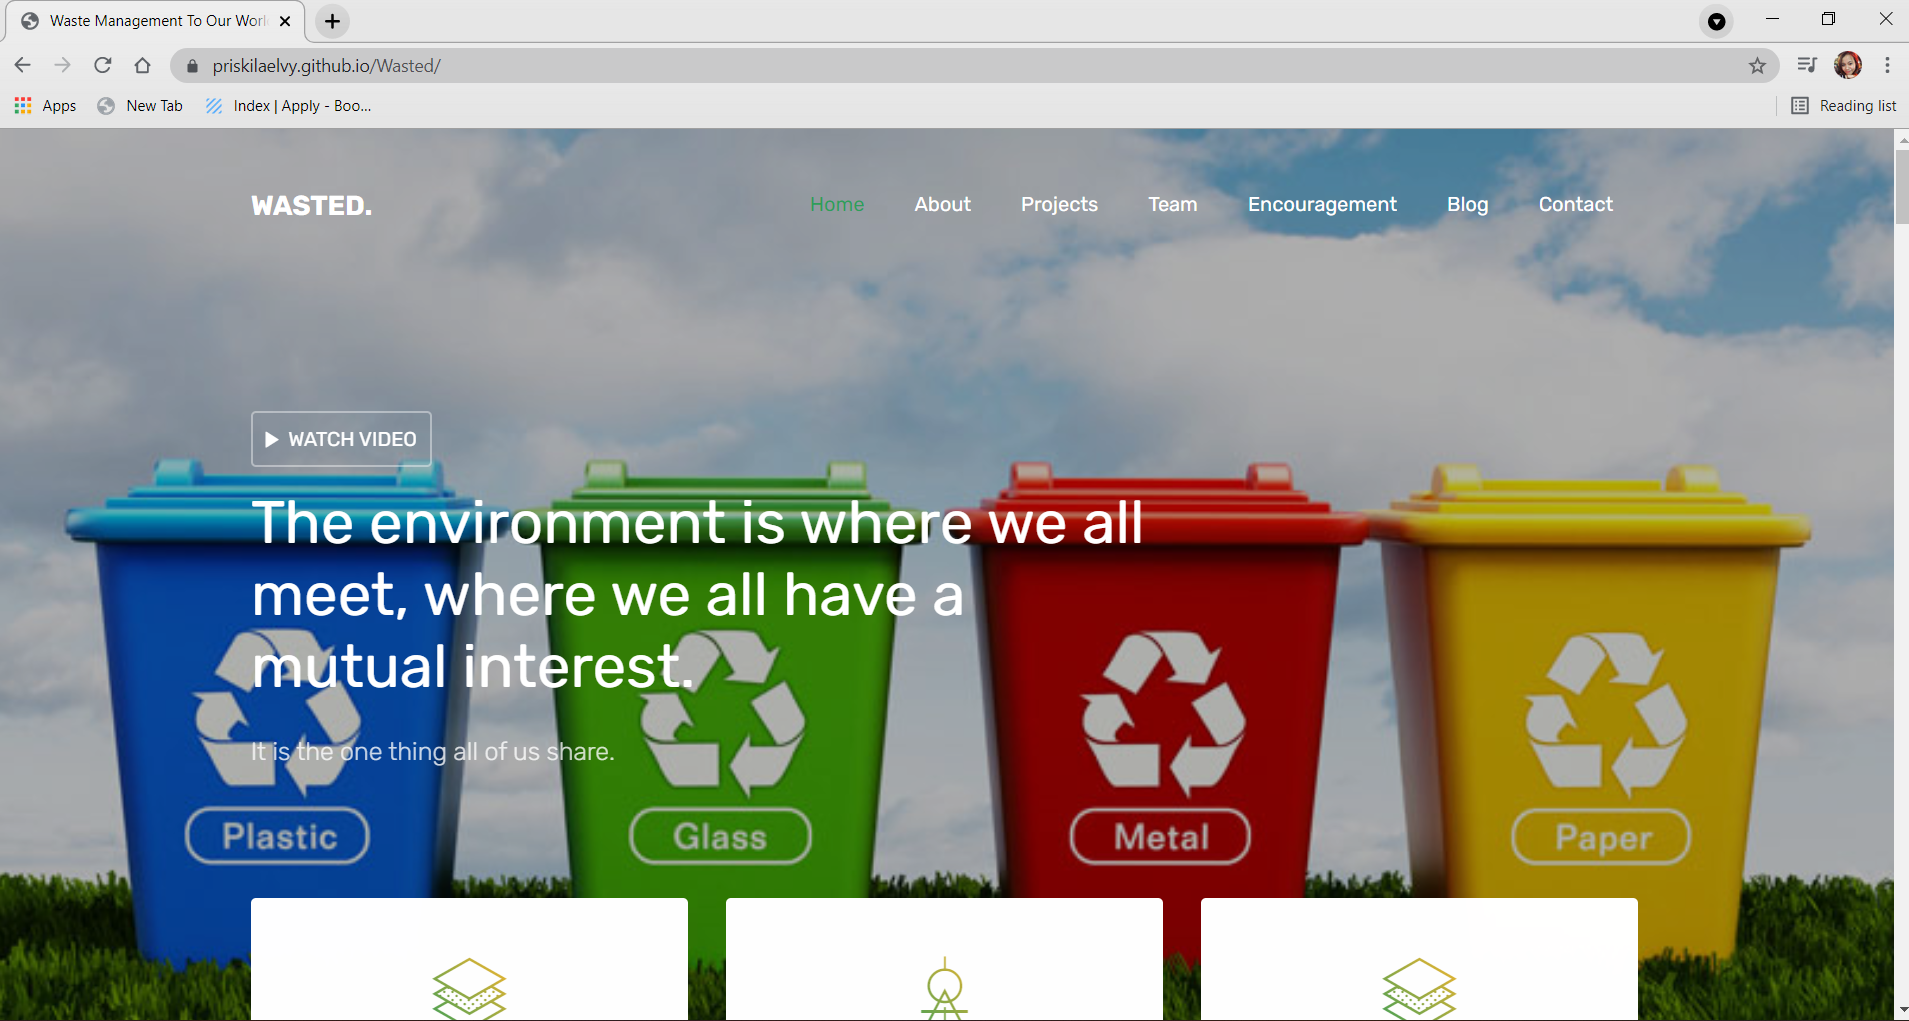 Waste Management To Our Worl
priskilaelvy.github.io/Wasted/
Apps
New Tab
Index | Apply - Boo...
Reading list
WASTED.
Home
About
Projects
Team
Encouragement
Blog
Contact
WATCH VIDEO
The environment is where we all
meet, where we all have a
mutual interest.
It is the one thing all of us share.
Plastic
Glass
Metal
Paper